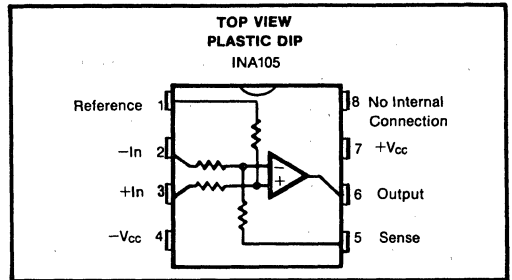 TOP VIEW
PLASTIC DIP
INA105
Reference 1
8 No Internal
Connection
−In 2
7 +Vcc
+In 3
6 Output
−Vcc 4
5 Sense
−
+